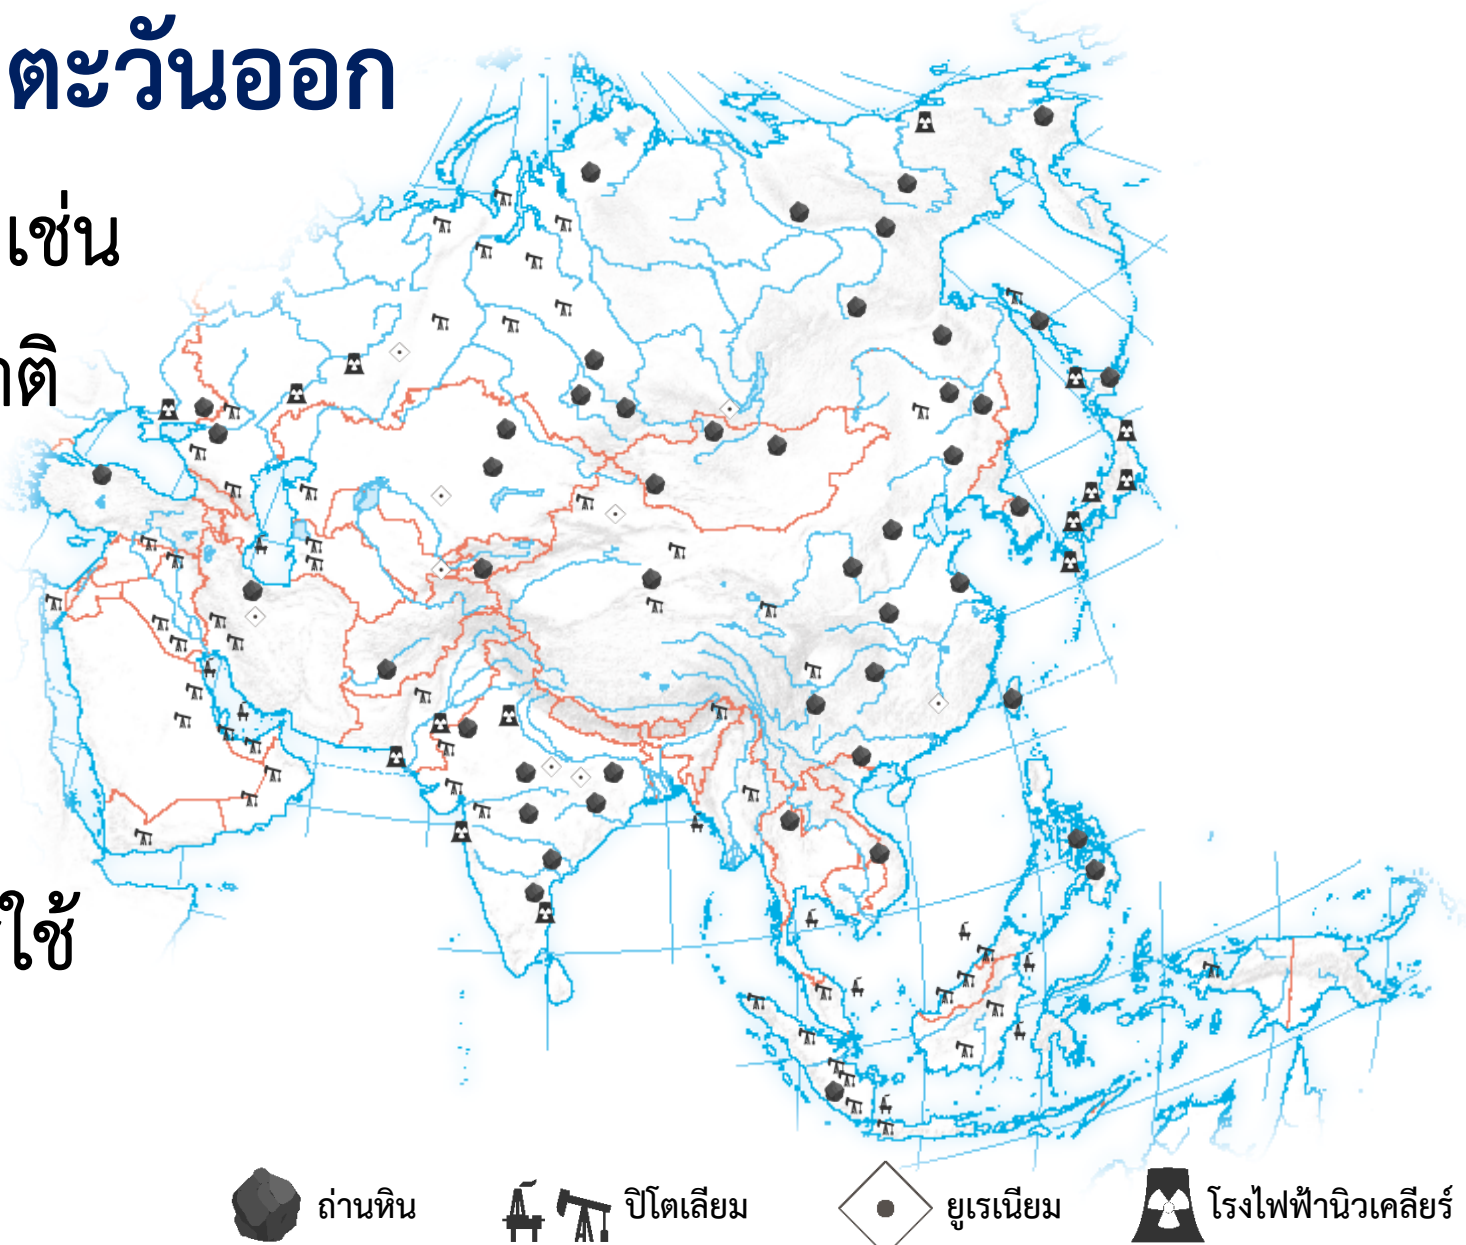 ตะวันออก
เช่น
ใช้
ถ่านหิน
ปิโตเลียม
ยูเรเนียม
โรงไฟฟ้านิวเคลียร์